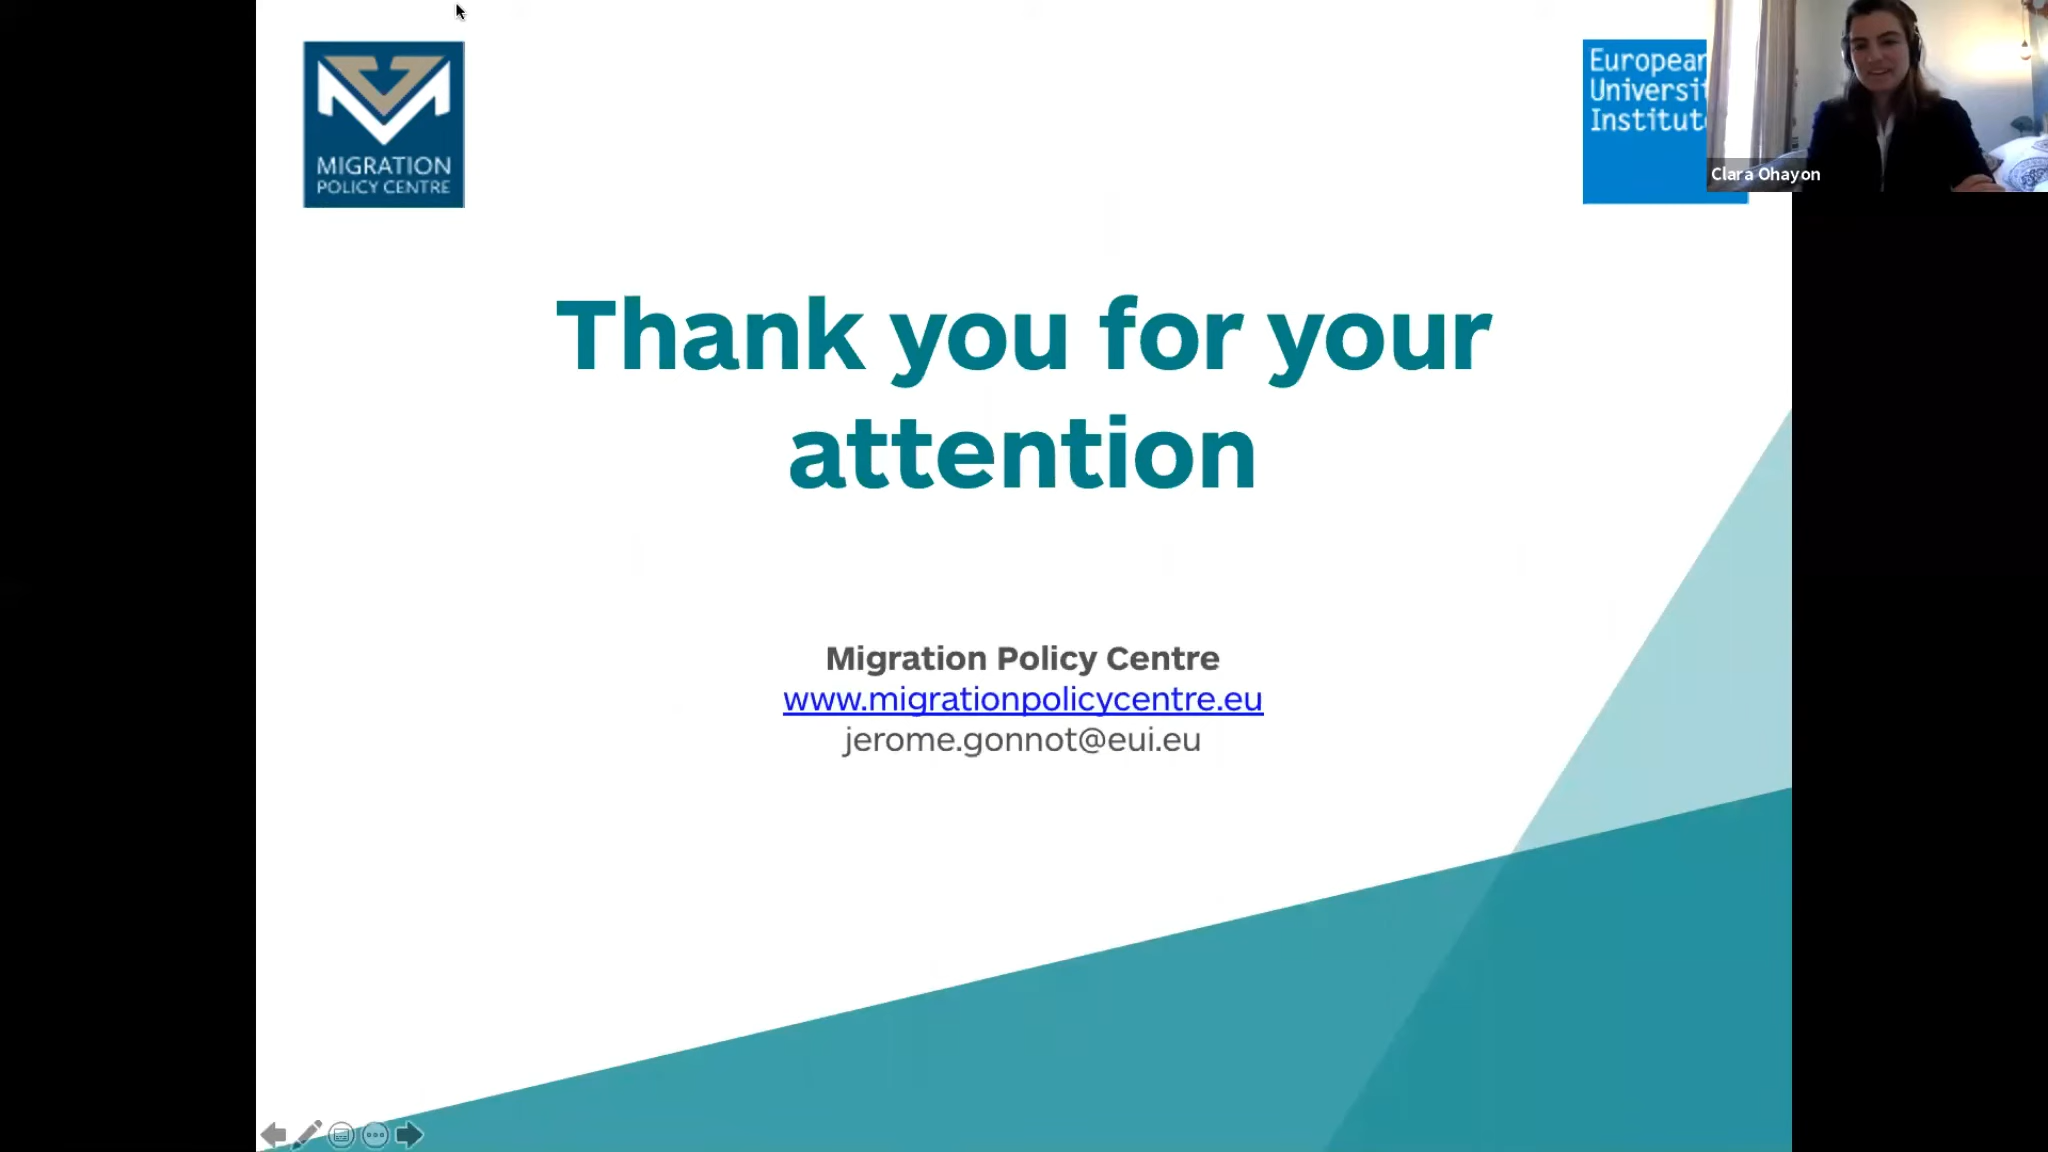 MIGRATION
POLICY CENTRE
European
Universit
Institut
Clara Ohayon
Thank you for your
attention
Migration Policy Centre
www.migrationpolicycentre.eu
jerome.gonnot@eui.eu